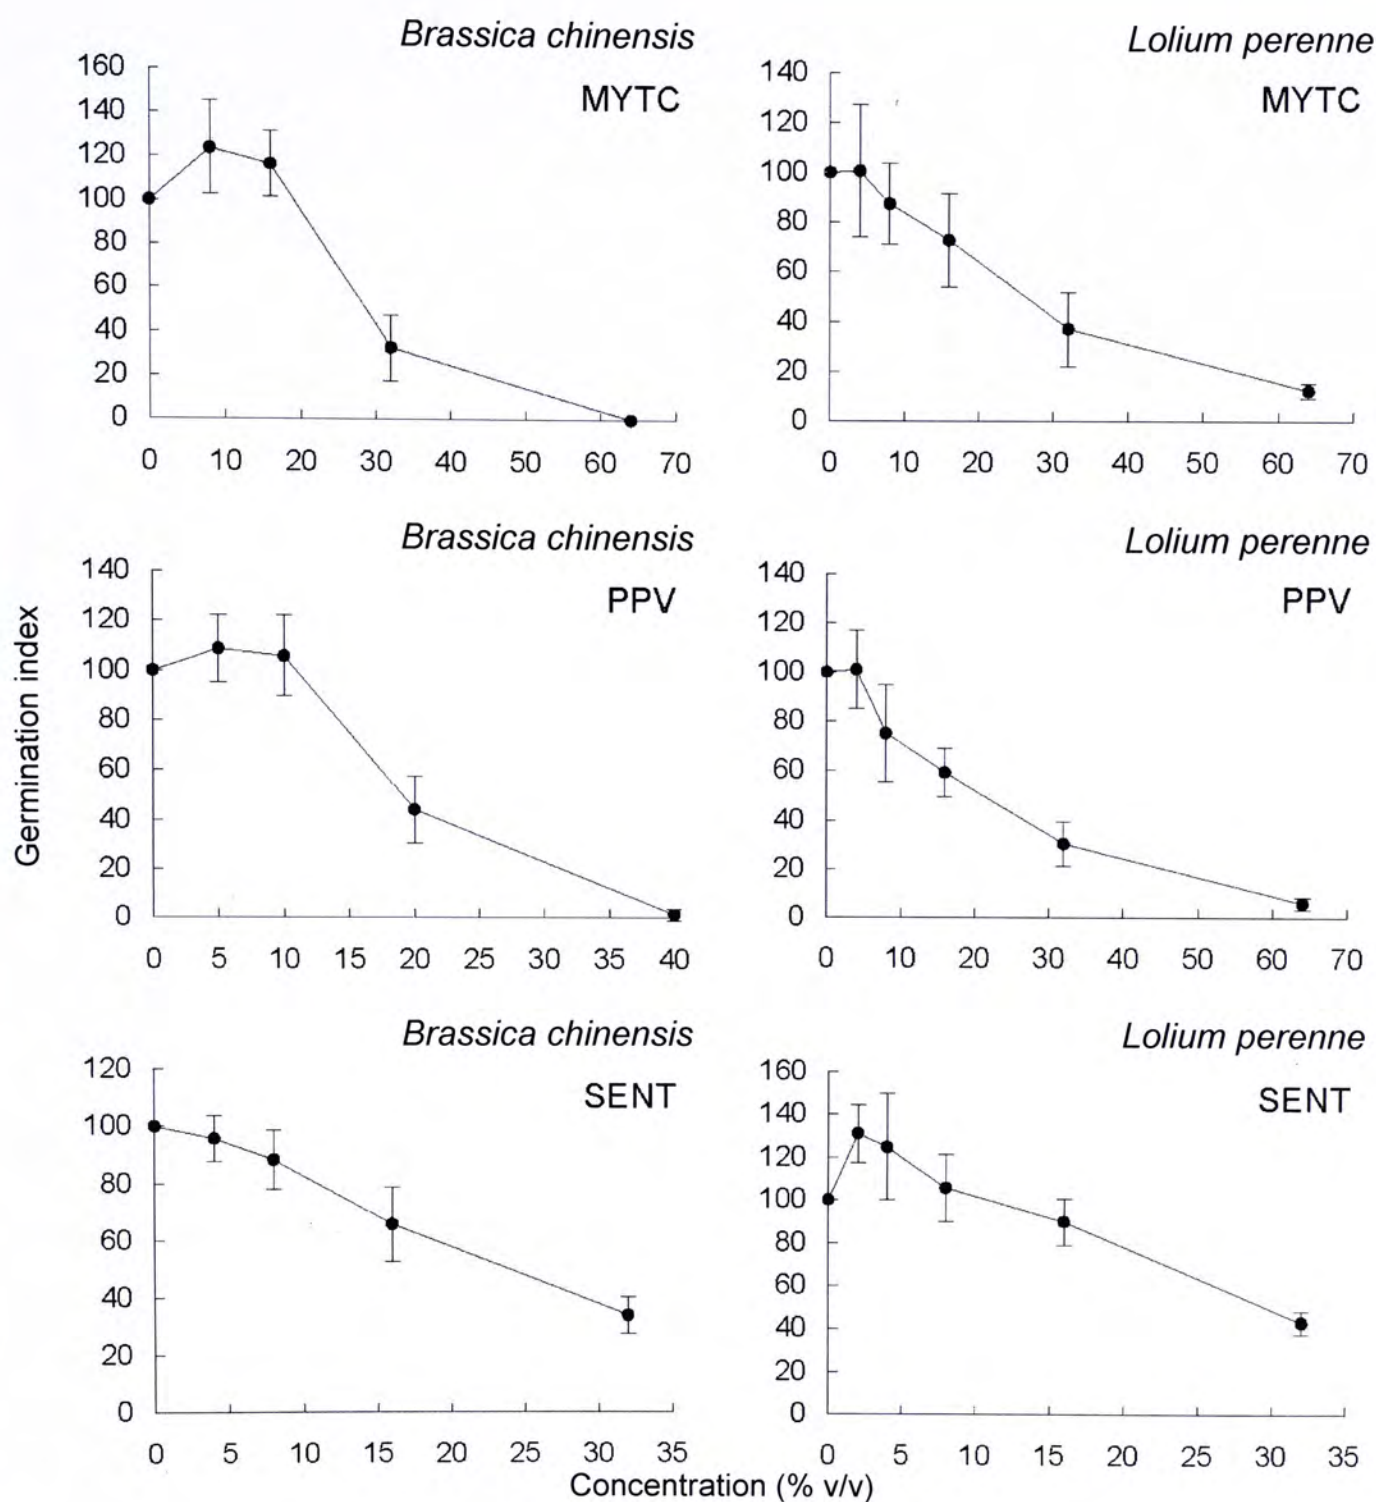 Brassica chinensis
MYTC
160
140
120
100
80
60
40
20
0
0 10 20 30 40 50 60 70
Lolium perenne
MYTC
140
120
100
80
60
40
20
0
0 10 20 30 40 50 60 70
Germination index
Brassica chinensis
PPV
140
120
100
80
60
40
20
0
0 5 10 15 20 25 30 35 40
Lolium perenne
PPV
140
120
100
80
60
40
20
0
0 10 20 30 40 50 60 70
Brassica chinensis
SENT
120
100
80
60
40
20
0
0 5 10 15 20 25 30 35
Lolium perenne
SENT
160
140
120
100
80
60
40
20
0
0 5 10 15 20 25 30 35
Concentration (% v/v)